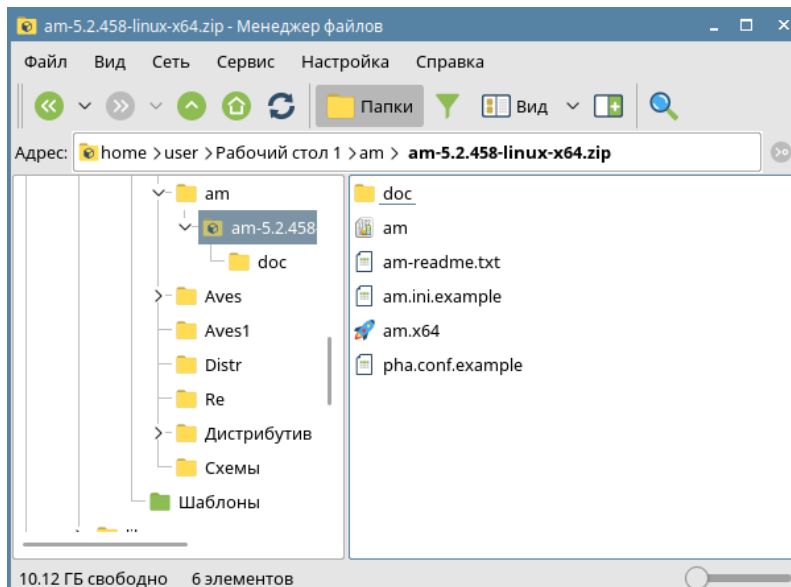 am-5.2.458-linux-x64.zip - Менеджер файлов
Файл Вид Сеть Сервис Настройка Справка
Папки Вид
Адрес: home > user > Рабочий стол 1 > am > am-5.2.458-linux-x64.zip
am
am-5.2.458
doc
Aves
Aves1
Distr
Re
Дистрибутив
Схемы
Шаблоны
doc
am
am-readme.txt
am.ini.example
am.x64
pha.conf.example
10.12 ГБ свободно 6 элементов